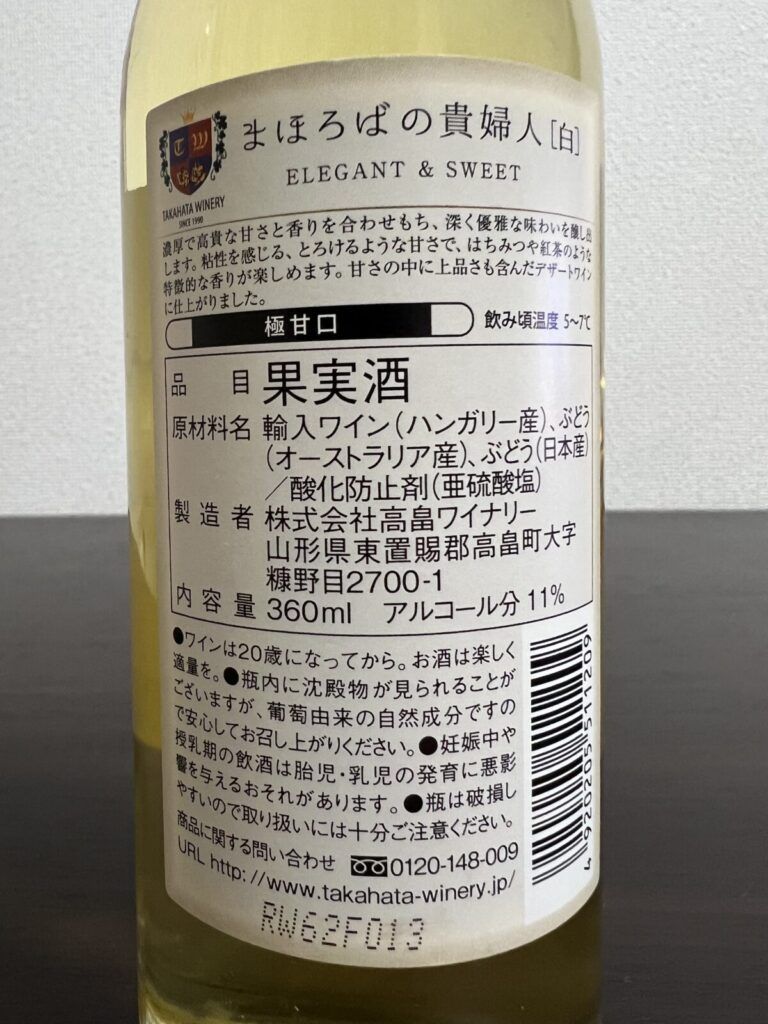 まほろばの貴婦人[白]
ELEGANT & SWEET
TAKAHATA WINERY
SINCE 1990
濃厚で高貴な甘さと香りを合わせもち、深く優雅な味わいを醸し出
します。粘性を感じる、とろけるような甘さで、はちみつや紅茶のような
特徴的な香りが楽しめます。甘さの中に上品さも含んだデザートワイン
に仕上がりました。
極甘口 飲み頃温度 5〜7℃
品目 果実酒
原材料名 輸入ワイン(ハンガリー産)、ぶどう
(オーストラリア産)、ぶどう(日本産)
/酸化防止剤(亜硫酸塩)
製造者 株式会社高畠ワイナリー
山形県東置賜郡高畠町大字
糠野目2700-1
内容量 360ml アルコール分 11%
●ワインは20歳になってから。お酒は楽しく
適量を。●瓶内に沈殿物が見られることが
ございますが、葡萄由来の自然成分ですの
で安心してお召し上がりください。●妊娠中や
授乳期の飲酒は胎児・乳児の発育に悪影
響を与えるおそれがあります。●瓶は破損し
やすいので取り扱いには十分ご注意ください。
商品に関する問い合わせ 0120-148-009
URL http://www.takahata-winery.jp/
4920205511209
RW62F013